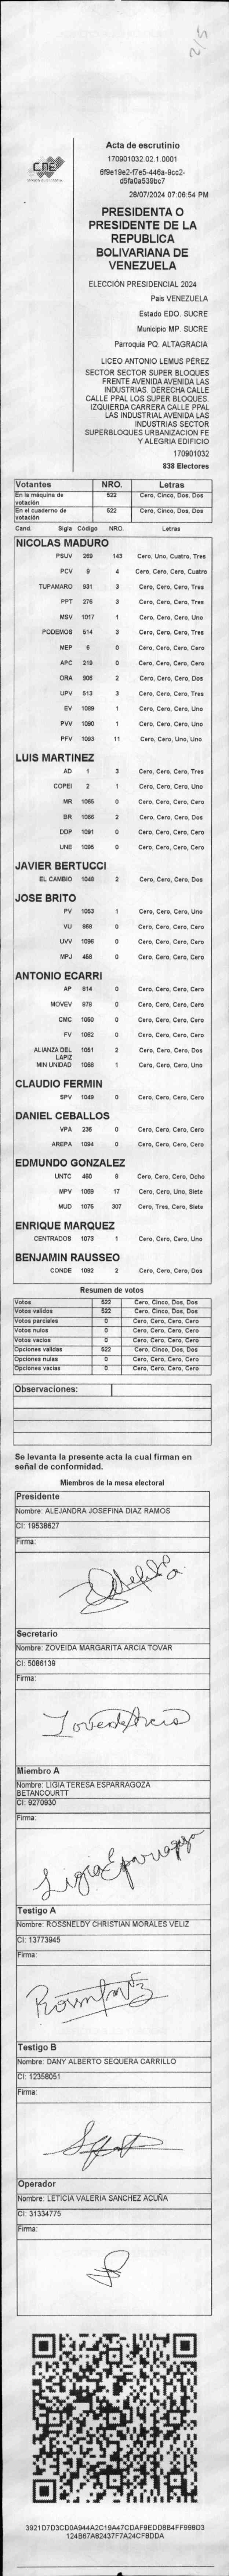 2/5
CNE
Acta de escrutinio
170901032.02.1.0001
6f9e19e2-f7e5-446a-9cc2-
d5fa0a539bc7
28/07/2024 07:06:54 PM
PRESIDENTA O
PRESIDENTE DE LA
REPUBLICA
BOLIVARIANA DE
VENEZUELA
ELECCIÓN PRESIDENCIAL 2024
Pais VENEZUELA
Estado EDO. SUCRE
Municipio MP. SUCRE
Parroquia PQ. ALTAGRACIA
LICEO ANTONIO LEMUS PÉREZ
SECTOR SECTOR SUPER BLOQUES
FRENTE AVENIDA AVENIDA LAS
INDUSTRIAS. DERECHA CALLE
CALLE PPAL LOS SUPER BLOQUES.
IZQUIERDA CARRERA CALLE PPAL
LAS INDUSTRIAL AVENIDA LAS
INDUSTRIAS SECTOR
SUPERBLOQUES URBANIZACION FE
Y ALEGRIA EDIFICIO
170901032
838 Electores
Votantes NRO. Letras
En la máquina de votación 522 Cero, Cinco, Dos, Dos
En el cuaderno de votación 522 Cero, Cinco, Dos, Dos
Cand. Sigla Código NRO. Letras
NICOLAS MADURO
PSUV 269 143 Cero, Uno, Cuatro, Tres
PCV 9 4 Cero, Cero, Cero, Cuatro
TUPAMARO 931 3 Cero, Cero, Cero, Tres
PPT 276 3 Cero, Cero, Cero, Tres
MSV 1017 1 Cero, Cero, Cero, Uno
PODEMOS 514 3 Cero, Cero, Cero, Tres
MEP 6 0 Cero, Cero, Cero, Cero
APC 219 0 Cero, Cero, Cero, Cero
ORA 906 2 Cero, Cero, Cero, Dos
UPV 513 3 Cero, Cero, Cero, Tres
EV 1089 1 Cero, Cero, Cero, Uno
PVV 1090 1 Cero, Cero, Cero, Uno
PFV 1093 11 Cero, Cero, Uno, Uno
LUIS MARTINEZ
AD 1 3 Cero, Cero, Cero, Tres
COPEI 2 1 Cero, Cero, Cero, Uno
MR 1065 0 Cero, Cero, Cero, Cero
BR 1066 2 Cero, Cero, Cero, Dos
DDP 1091 0 Cero, Cero, Cero, Cero
UNE 1095 0 Cero, Cero, Cero, Cero
JAVIER BERTUCCI
EL CAMBIO 1048 2 Cero, Cero, Cero, Dos
JOSE BRITO
PV 1053 1 Cero, Cero, Cero, Uno
VU 868 0 Cero, Cero, Cero, Cero
UVV 1096 0 Cero, Cero, Cero, Cero
MPJ 458 0 Cero, Cero, Cero, Cero
ANTONIO ECARRI
AP 914 0 Cero, Cero, Cero, Cero
MOVEV 979 0 Cero, Cero, Cero, Cero
CMC 1050 0 Cero, Cero, Cero, Cero
FV 1062 0 Cero, Cero, Cero, Cero
ALIANZA DEL LAPIZ 1051 2 Cero, Cero, Cero, Dos
MIN UNIDAD 1058 1 Cero, Cero, Cero, Uno
CLAUDIO FERMIN
SPV 1049 0 Cero, Cero, Cero, Cero
DANIEL CEBALLOS
VPA 236 0 Cero, Cero, Cero, Cero
AREPA 1094 0 Cero, Cero, Cero, Cero
EDMUNDO GONZALEZ
UNTC 460 8 Cero, Cero, Cero, Ocho
MPV 1069 17 Cero, Cero, Uno, Siete
MUD 1075 307 Cero, Tres, Cero, Siete
ENRIQUE MARQUEZ
CENTRADOS 1073 1 Cero, Cero, Cero, Uno
BENJAMIN RAUSSEO
CONDE 1092 2 Cero, Cero, Cero, Dos
Resumen de votos
Votos 522 Cero, Cinco, Dos, Dos
Votos validos 522 Cero, Cinco, Dos, Dos
Votos parciales 0 Cero, Cero, Cero, Cero
Votos nulos 0 Cero, Cero, Cero, Cero
Votos vacios 0 Cero, Cero, Cero, Cero
Opciones validas 522 Cero, Cinco, Dos, Dos
Opciones nulas 0 Cero, Cero, Cero, Cero
Opciones vacias 0 Cero, Cero, Cero, Cero
Observaciones:
Se levanta la presente acta la cual firman en
señal de conformidad.
Miembros de la mesa electoral
Presidente
Nombre: ALEJANDRA JOSEFINA DIAZ RAMOS
CI: 19538627
Firma:
Secretario
Nombre: ZOVEIDA MARGARITA ARCIA TOVAR
CI: 5086139
Firma:
Miembro A
Nombre: LIGIA TERESA ESPARRAGOZA
BETANCOURTT
CI: 9270930
Firma:
Testigo A
Nombre: ROSSNELDY CHRISTIAN MORALES VELIZ
CI: 13773945
Firma:
Testigo B
Nombre: DANY ALBERTO SEQUERA CARRILLO
CI: 12358051
Firma:
Operador
Nombre: LETICIA VALERIA SANCHEZ ACUÑA
CI: 31334775
Firma:
3921D7D3CD0A944A2C19A47CDAF9EDD8B4FF998D3
124B67A82437F7A24CF8DDA